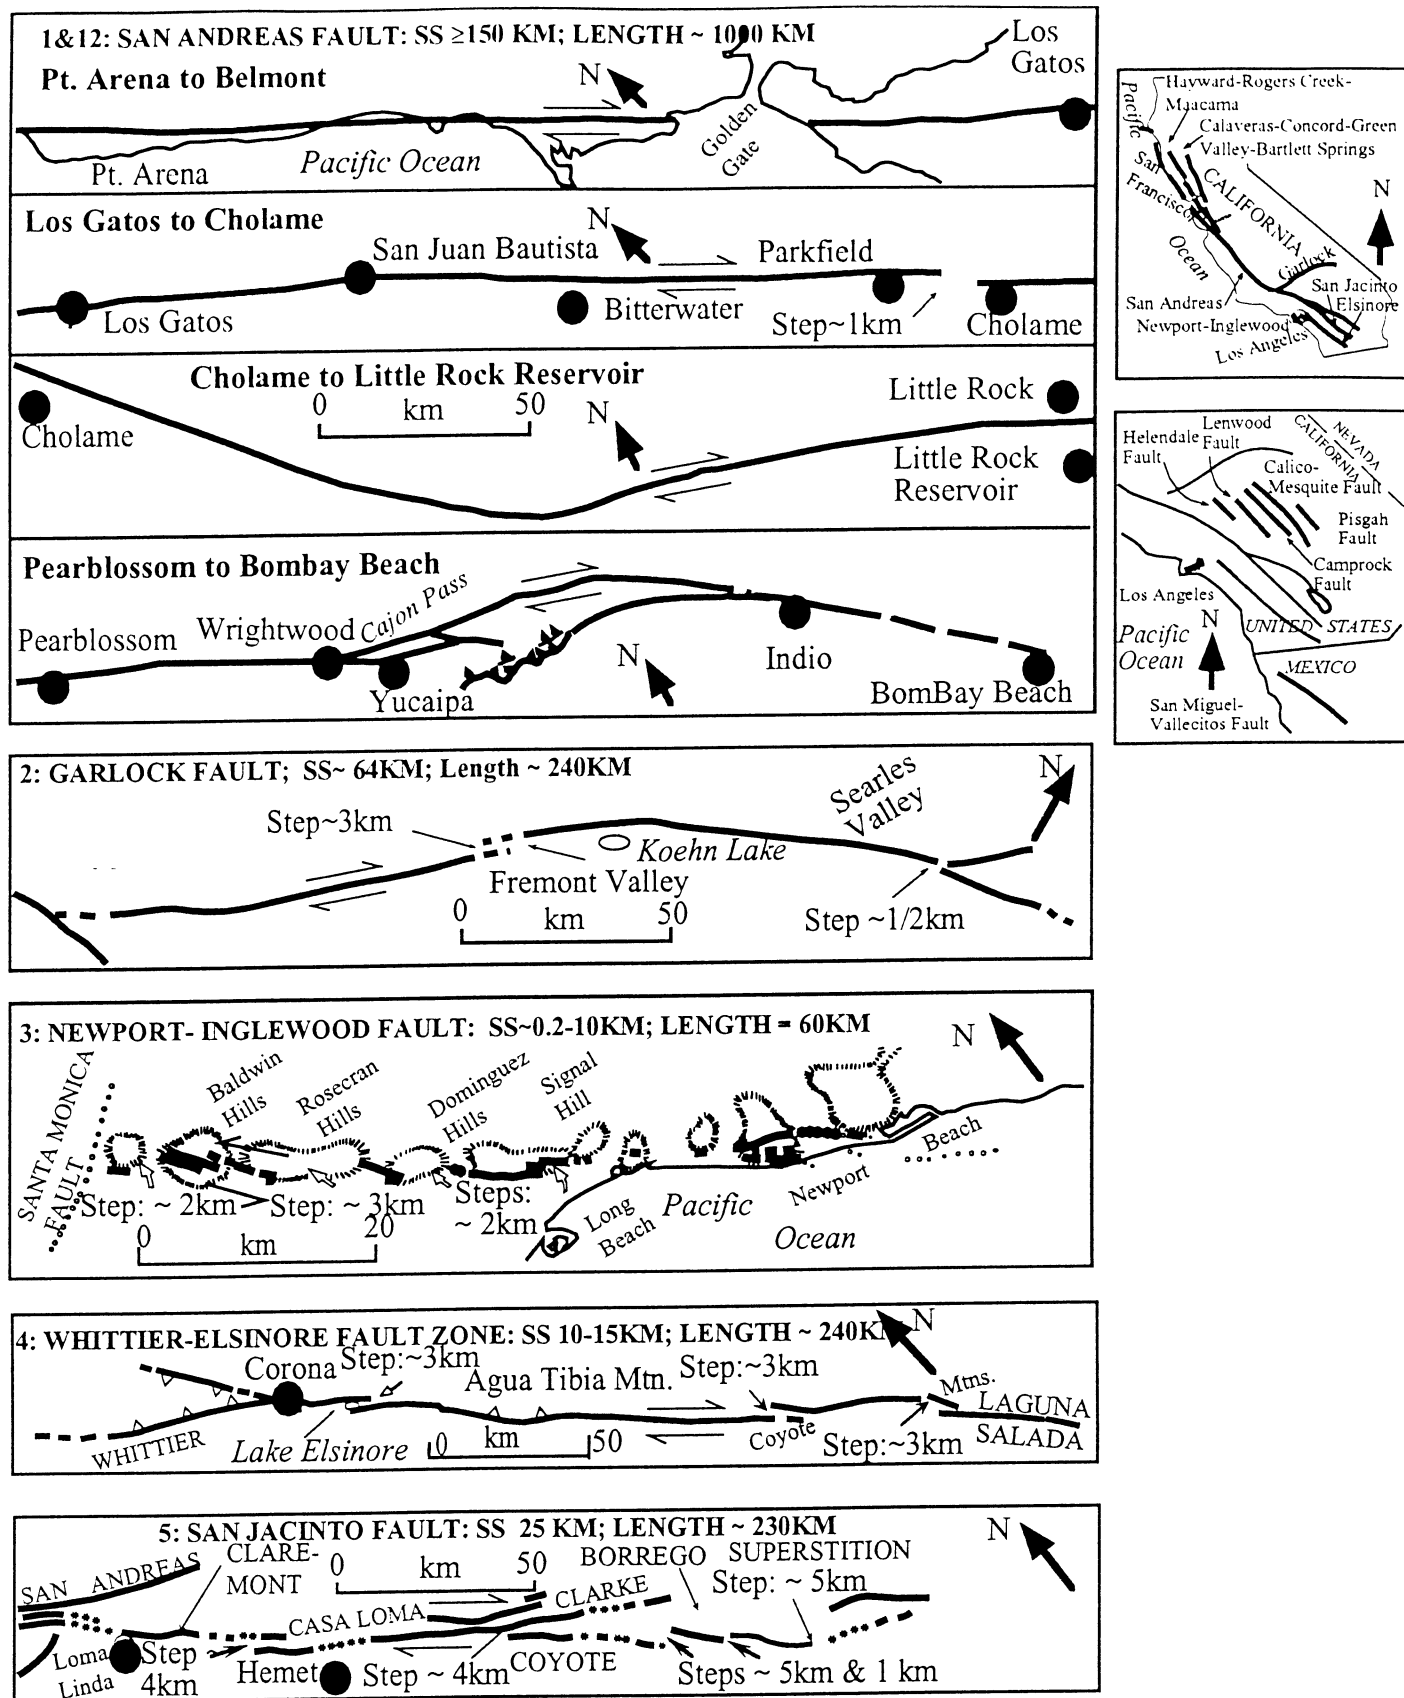 1&12: SAN ANDREAS FAULT: SS ≥150 KM; LENGTH ~ 1000 KM
Pt. Arena to Belmont
N
Los
Gatos
Golden
Gate
Pacific Ocean
Pt. Arena
Los Gatos to Cholame
N
San Juan Bautista
Parkfield
Los Gatos
Bitterwater
Step~1km
Cholame
Cholame to Little Rock Reservoir
0 km 50
N
Little Rock
Cholame
Little Rock
Reservoir
Pearblossom to Bombay Beach
Pearblossom
Wrightwood
Cajon Pass
Yucaipa
N
Indio
BomBay Beach
2: GARLOCK FAULT; SS~ 64KM; Length ~ 240KM
N
Searles
Valley
Step~3km
Koehn Lake
Fremont Valley
0 km 50
Step ~1/2km
3: NEWPORT- INGLEWOOD FAULT: SS~0.2-10KM; LENGTH = 60KM
N
SANTA MONICA
FAULT
Baldwin
Hills
Rosecran
Hills
Dominguez
Hills
Signal
Hill
Step: ~ 2km
Step: ~ 3km
Steps:
~ 2km
0 km 20
Long
Beach
Pacific
Ocean
Newport
Beach
4: WHITTIER-ELSINORE FAULT ZONE: SS 10-15KM; LENGTH ~ 240KM
N
Corona
Step:~3km
Agua Tibia Mtn.
Step:~3km
Mtns.
LAGUNA
SALADA
WHITTIER
Lake Elsinore
0 km 50
Coyote
Step:~3km
5: SAN JACINTO FAULT: SS 25 KM; LENGTH ~ 230KM
N
SAN ANDREAS
CLARE-
MONT
0 km 50
BORREGO
SUPERSTITION
Step: ~ 5km
CASA LOMA
CLARKE
Loma
Linda
Step ~
4km
Hemet
Step ~ 4km
COYOTE
Steps ~ 5km & 1 km
Hayward-Rogers Creek-
Maacama
Calaveras-Concord-Green
Valley-Bartlett Springs
Pacific
Ocean
San
Francisco
CALIFORNIA
N
Garlock
San Jacinto
Elsinore
San Andreas
Newport-Inglewood
Los Angeles
Lenwood
Fault
Helendale
Fault
NEVADA
CALIFORNIA
Calico-
Mesquite Fault
Pisgah
Fault
Camprock
Fault
Los Angeles
N
Pacific
Ocean
UNITED STATES
MEXICO
San Miguel-
Vallecitos Fault